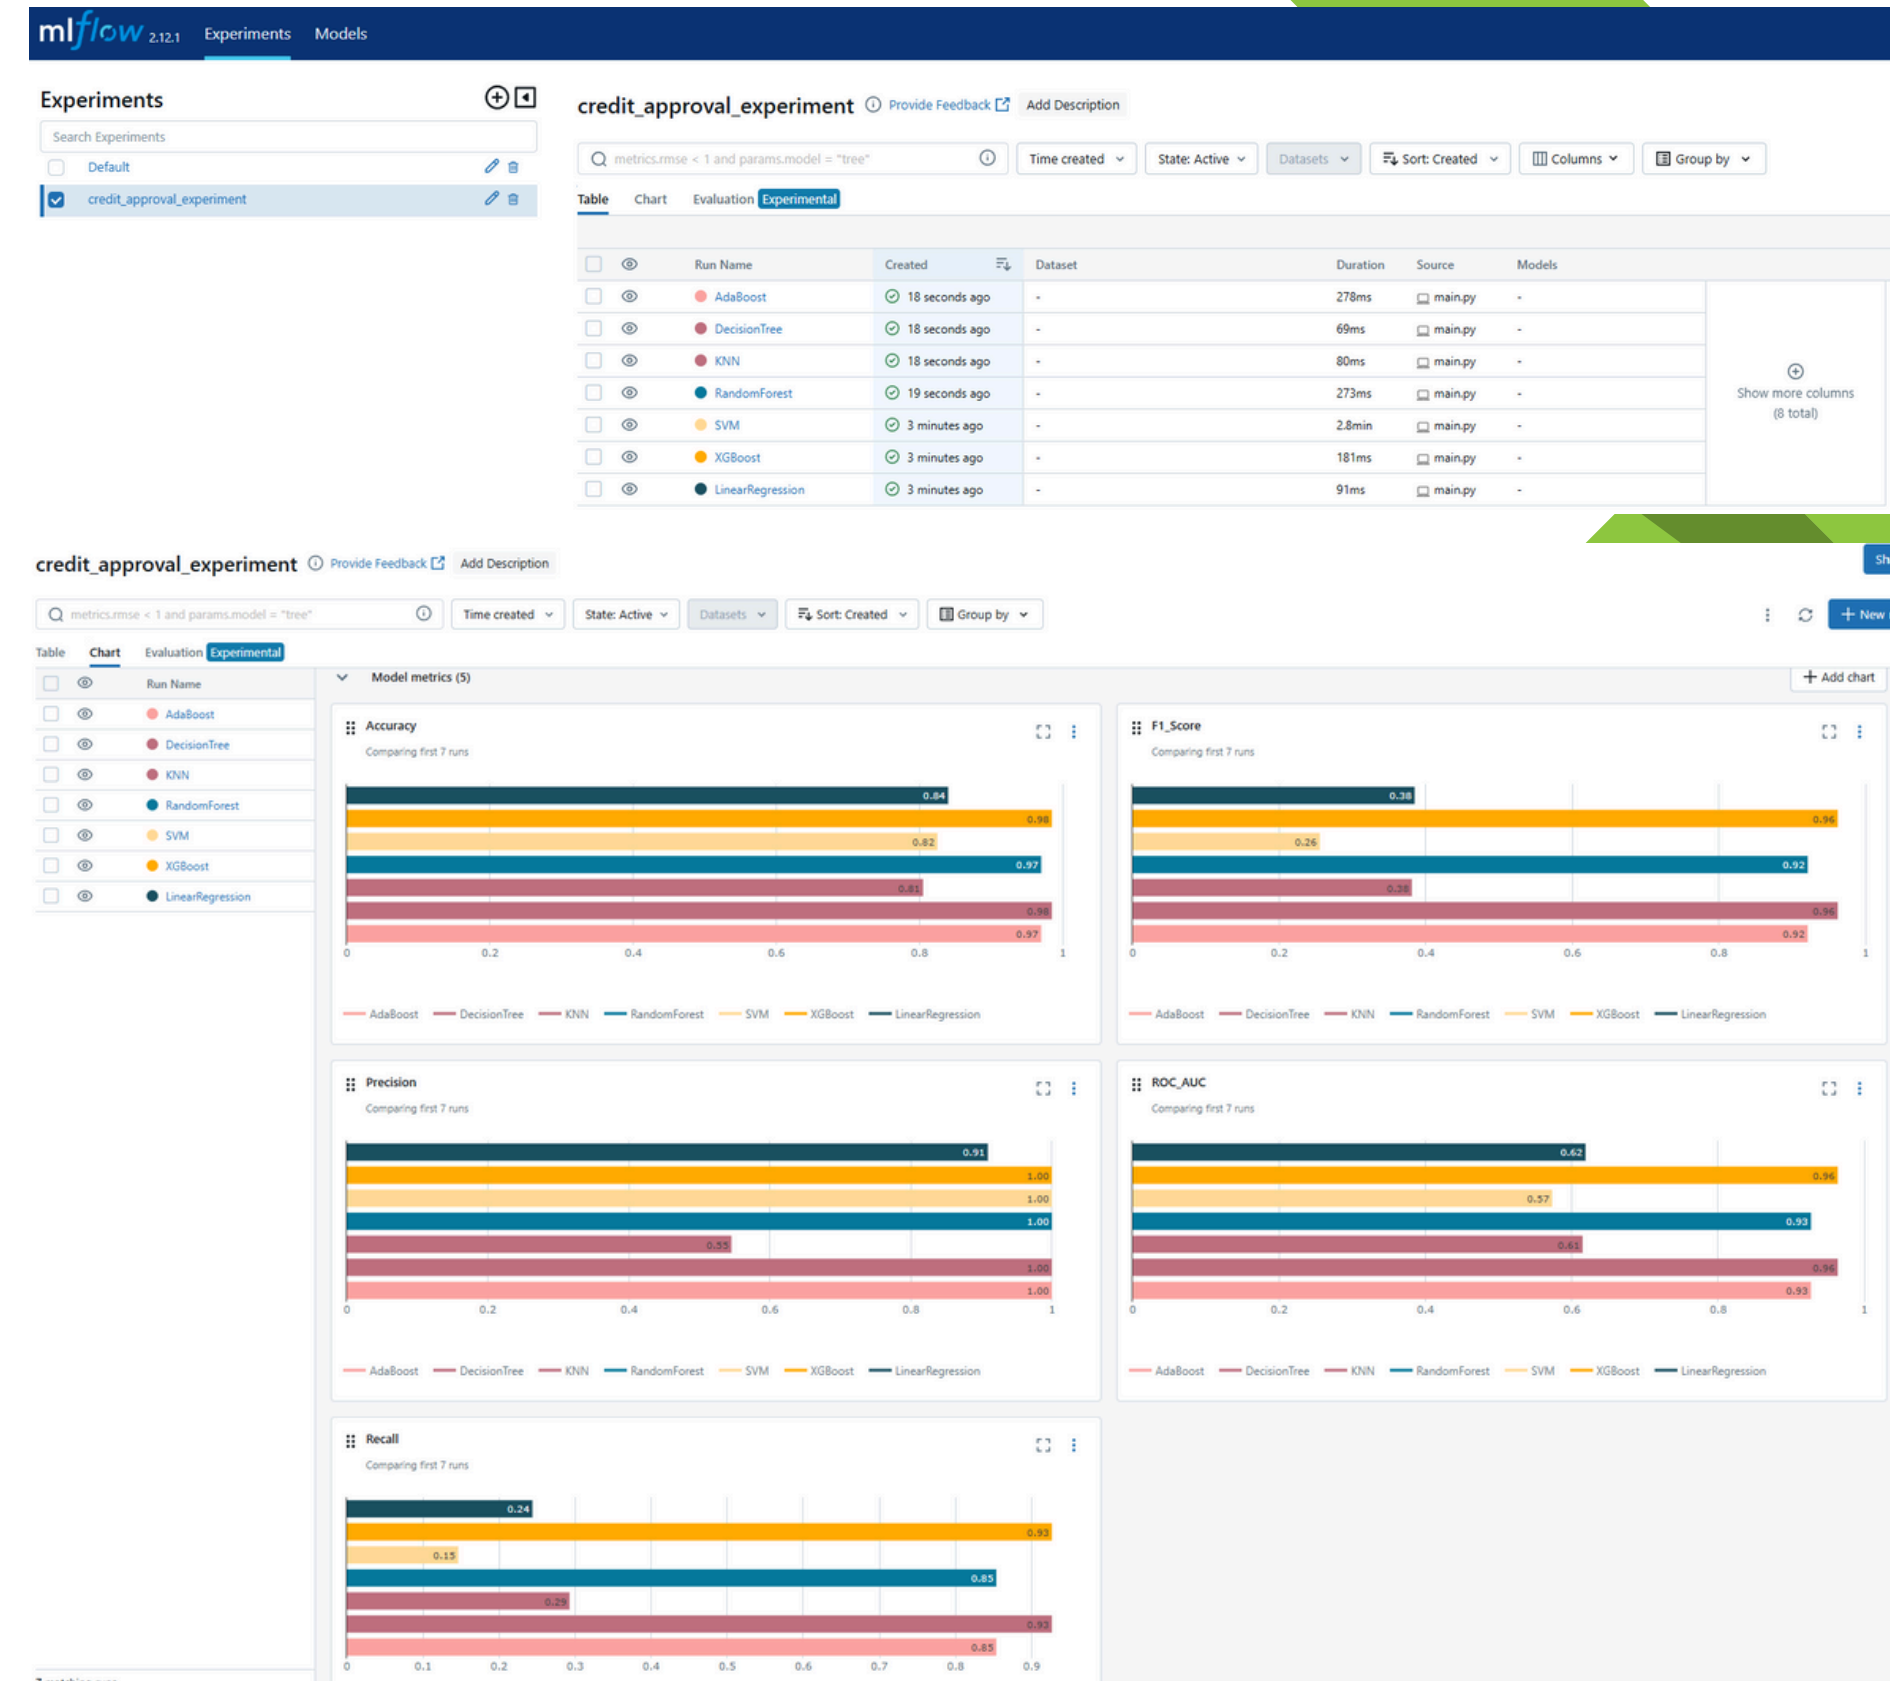 mlflow 2.12.1 Experiments Models
Experiments
Search Experiments
Default
credit_approval_experiment
credit_approval_experiment Provide Feedback Add Description
metrics.rmse < 1 and params.model = "tree" Time created State: Active Datasets Sort: Created Columns Group by
Table Chart Evaluation Experimental
Run Name Created Dataset Duration Source Models
AdaBoost 18 seconds ago - 278ms main.py -
DecisionTree 18 seconds ago - 69ms main.py -
KNN 18 seconds ago - 80ms main.py -
RandomForest 19 seconds ago - 273ms main.py -
SVM 3 minutes ago - 2.8min main.py -
XGBoost 3 minutes ago - 181ms main.py -
LinearRegression 3 minutes ago - 91ms main.py -
Show more columns
(8 total)
credit_approval_experiment Provide Feedback Add Description
metrics.rmse < 1 and params.model = "tree" Time created State: Active Datasets Sort: Created Group by + New
Table Chart Evaluation Experimental
Run Name
AdaBoost
DecisionTree
KNN
RandomForest
SVM
XGBoost
LinearRegression
Model metrics (5) + Add chart
Accuracy
Comparing first 7 runs
0.84
0.98
0.82
0.97
0.81
0.98
0.97
0 0.2 0.4 0.6 0.8 1
AdaBoost DecisionTree KNN RandomForest SVM XGBoost LinearRegression
F1_Score
Comparing first 7 runs
0.38
0.96
0.26
0.92
0.38
0.96
0.92
0 0.2 0.4 0.6 0.8 1
AdaBoost DecisionTree KNN RandomForest SVM XGBoost LinearRegression
Precision
Comparing first 7 runs
0.91
1.00
1.00
1.00
0.55
1.00
1.00
0 0.2 0.4 0.6 0.8 1
AdaBoost DecisionTree KNN RandomForest SVM XGBoost LinearRegression
ROC_AUC
Comparing first 7 runs
0.62
0.96
0.57
0.93
0.61
0.96
0.93
0 0.2 0.4 0.6 0.8 1
AdaBoost DecisionTree KNN RandomForest SVM XGBoost LinearRegression
Recall
Comparing first 7 runs
0.24
0.93
0.15
0.85
0.29
0.93
0.85
0 0.1 0.2 0.3 0.4 0.5 0.6 0.7 0.8 0.9